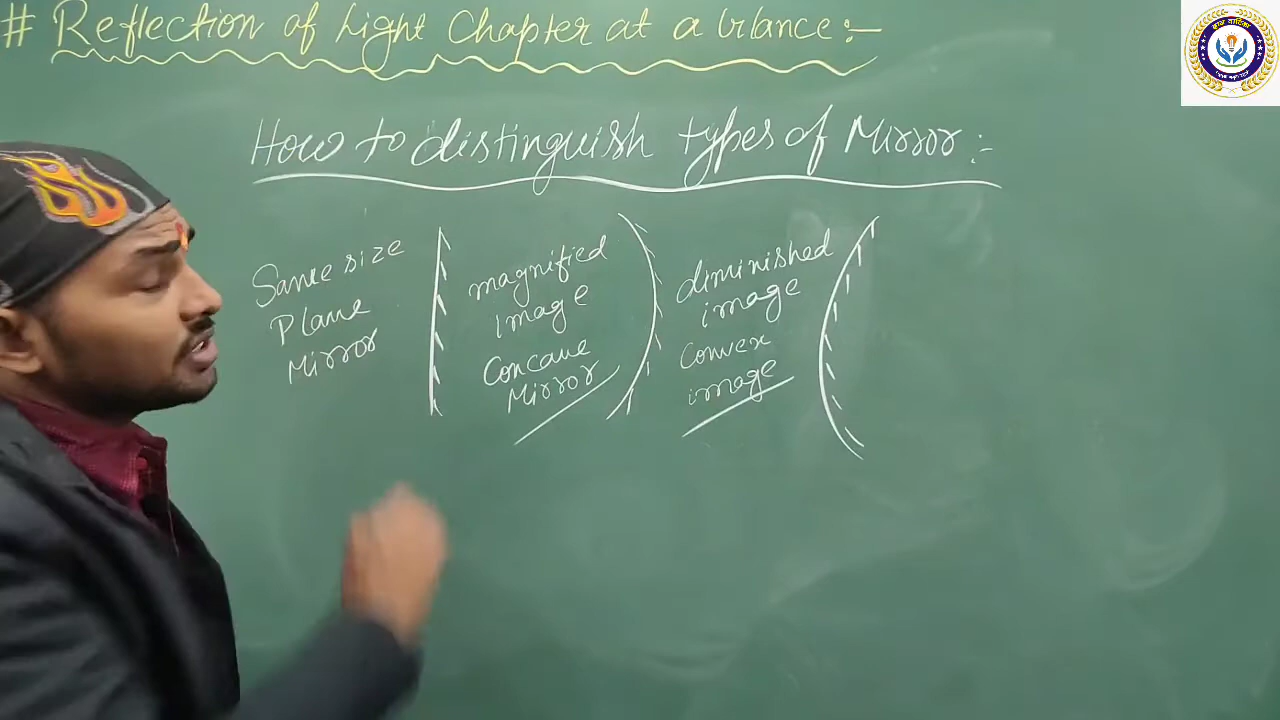 # Reflection of Light Chapter at a Glance:-
How to distinguish types of Mirror:-
Same size
Plane
Mirror
magnified
image
Concave
Mirror
diminished
image
Convex
image